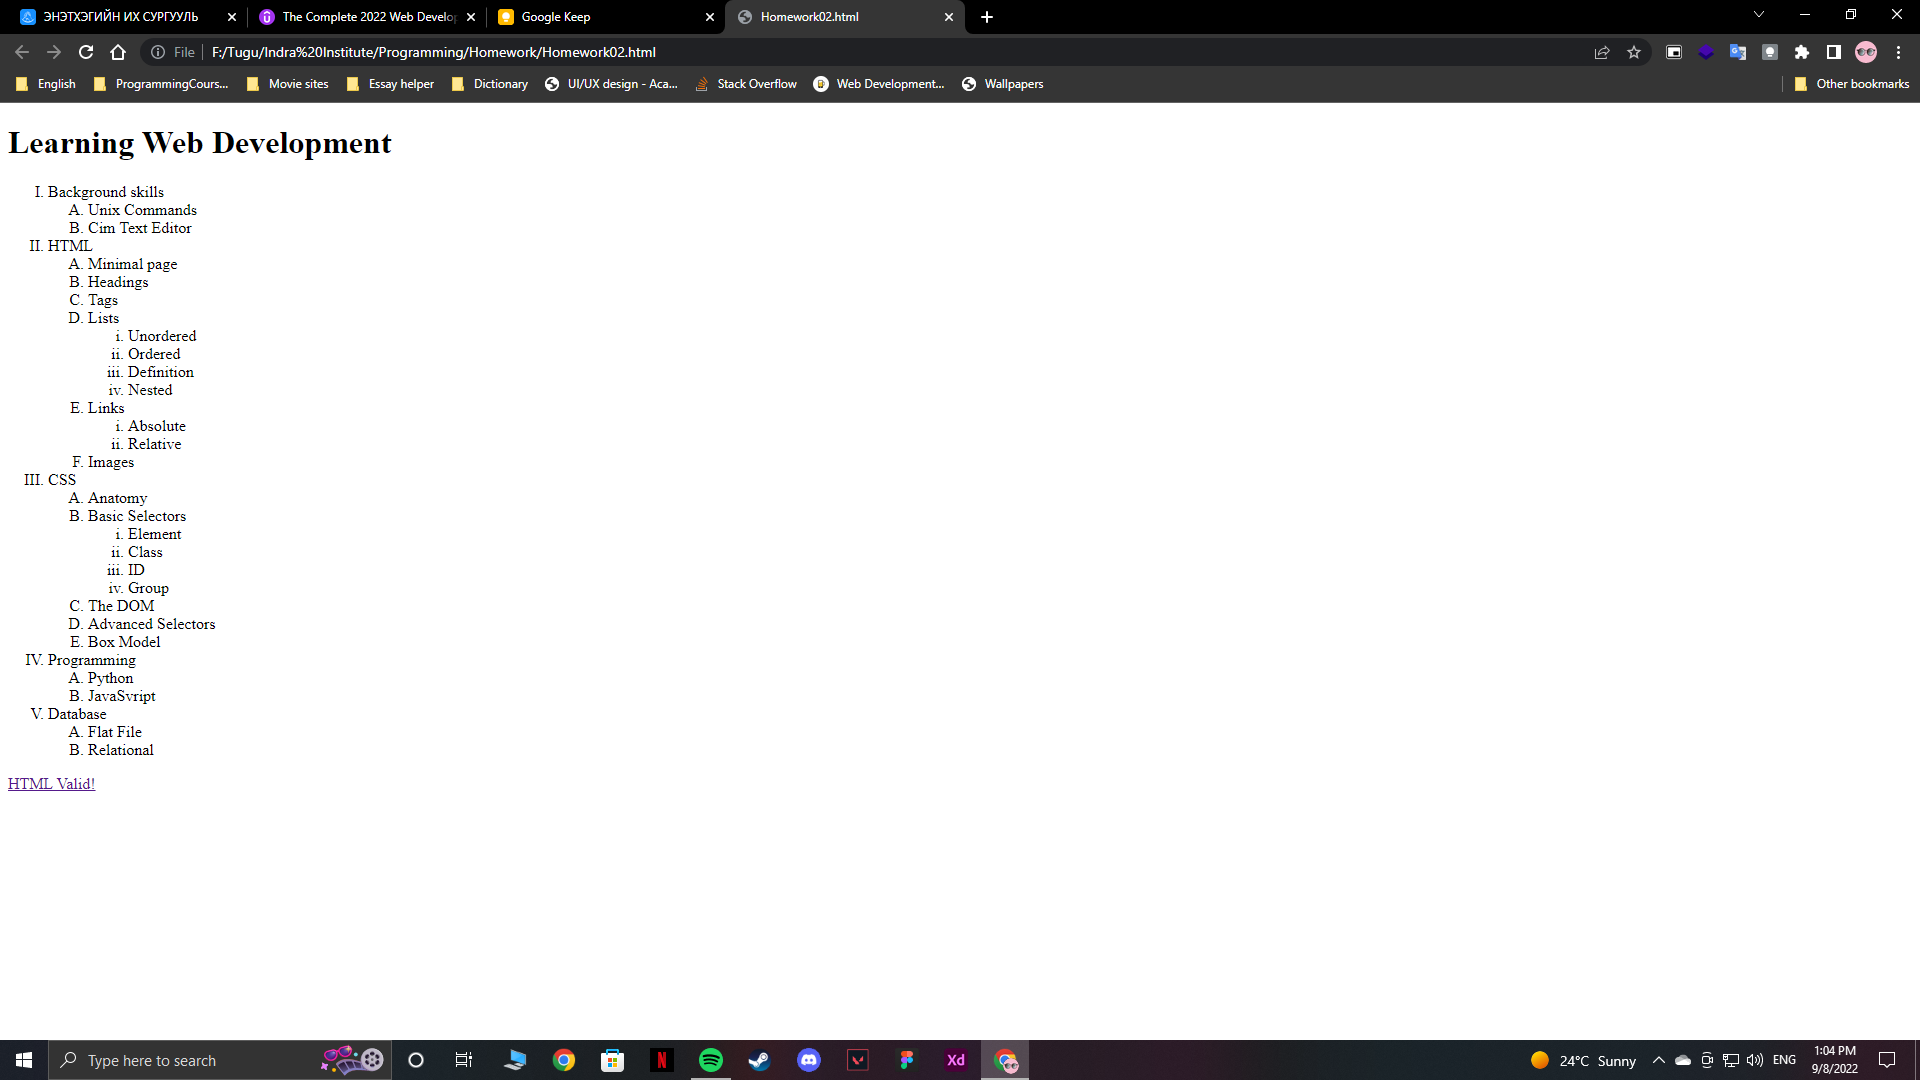 ЭНЭТХЭГИЙН ИХ СУРГУУЛЬ
The Complete 2022 Web Develop
Google Keep
Homework02.html
File
F:/Tugu/Indra%20Institute/Programming/Homework/Homework02.html
English
ProgrammingCours...
Movie sites
Essay helper
Dictionary
UI/UX design - Aca...
Stack Overflow
Web Development...
Wallpapers
Other bookmarks
Learning Web Development
I. Background skills
A. Unix Commands
B. Cim Text Editor
II. HTML
A. Minimal page
B. Headings
C. Tags
D. Lists
i. Unordered
ii. Ordered
iii. Definition
iv. Nested
E. Links
i. Absolute
ii. Relative
F. Images
III. CSS
A. Anatomy
B. Basic Selectors
i. Element
ii. Class
iii. ID
iv. Group
C. The DOM
D. Advanced Selectors
E. Box Model
IV. Programming
A. Python
B. JavaSvript
V. Database
A. Flat File
B. Relational
HTML Valid!
Type here to search
Xd
24°C Sunny
ENG
1:04 PM
9/8/2022